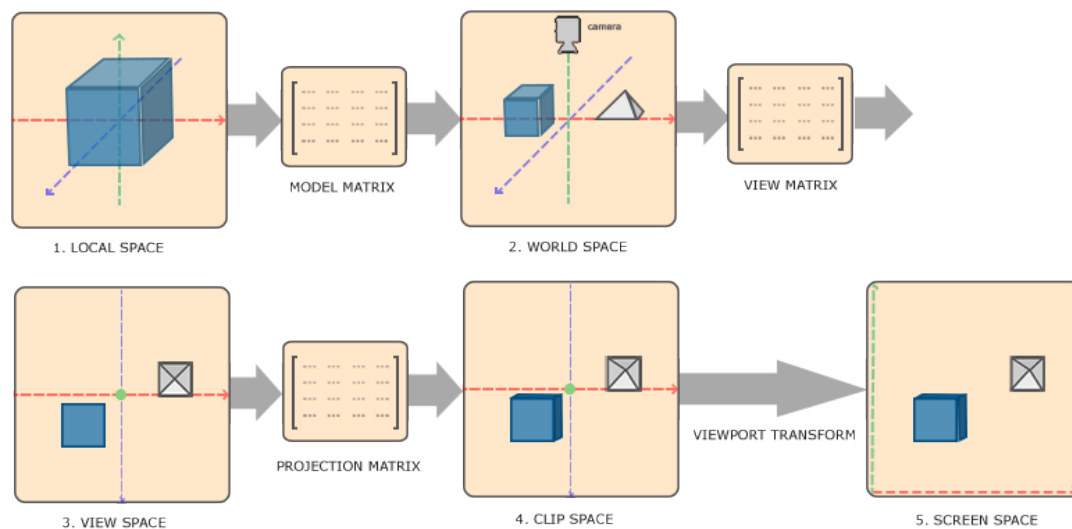 camera
MODEL MATRIX
VIEW MATRIX
1. LOCAL SPACE
2. WORLD SPACE
PROJECTION MATRIX
VIEWPORT TRANSFORM
3. VIEW SPACE
4. CLIP SPACE
5. SCREEN SPACE